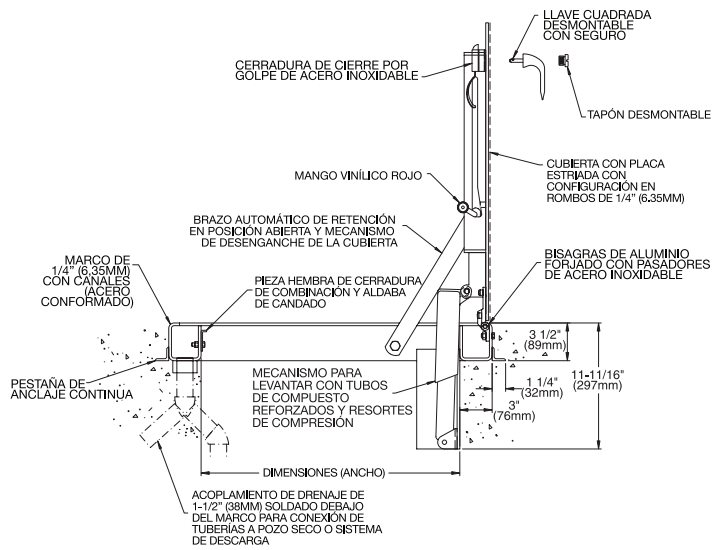 LLAVE CUADRADA
DESMONTABLE
CON SEGURO
CERRADURA DE CIERRE POR
GOLPE DE ACERO INOXIDABLE
TAPÓN DESMONTABLE
CUBIERTA CON PLACA
ESTRIADA CON
CONFIGURACIÓN EN
ROMBOS DE 1/4" (6.35MM)
MANGO VINÍLICO ROJO
BRAZO AUTOMÁTICO DE RETENCIÓN
EN POSICIÓN ABIERTA Y MECANISMO
DE DESENGANCHE DE LA CUBIERTA
BISAGRAS DE ALUMINIO
FORJADO CON PASADORES
DE ACERO INOXIDABLE
MARCO DE
1/4" (6,35MM)
CON CANALES
(ACERO
CONFORMADO)
PIEZA HEMBRA DE CERRADURA
DE COMBINACIÓN Y ALDABA
DE CANDADO
3 1/2"
(89mm)
11-11/16"
(297mm)
1 1/4"
(32mm)
3"
(76mm)
PESTAÑA DE
ANCLAJE CONTINUA
MECANISMO PARA
LEVANTAR CON TUBOS
DE COMPUESTO
REFORZADOS Y RESORTES
DE COMPRESIÓN
DIMENSIONES (ANCHO)
ACOPLAMIENTO DE DRENAJE DE
1-1/2" (38MM) SOLDADO DEBAJO
DEL MARCO PARA CONEXIÓN DE
TUBERÍAS A POZO SECO O SISTEMA
DE DESCARGA